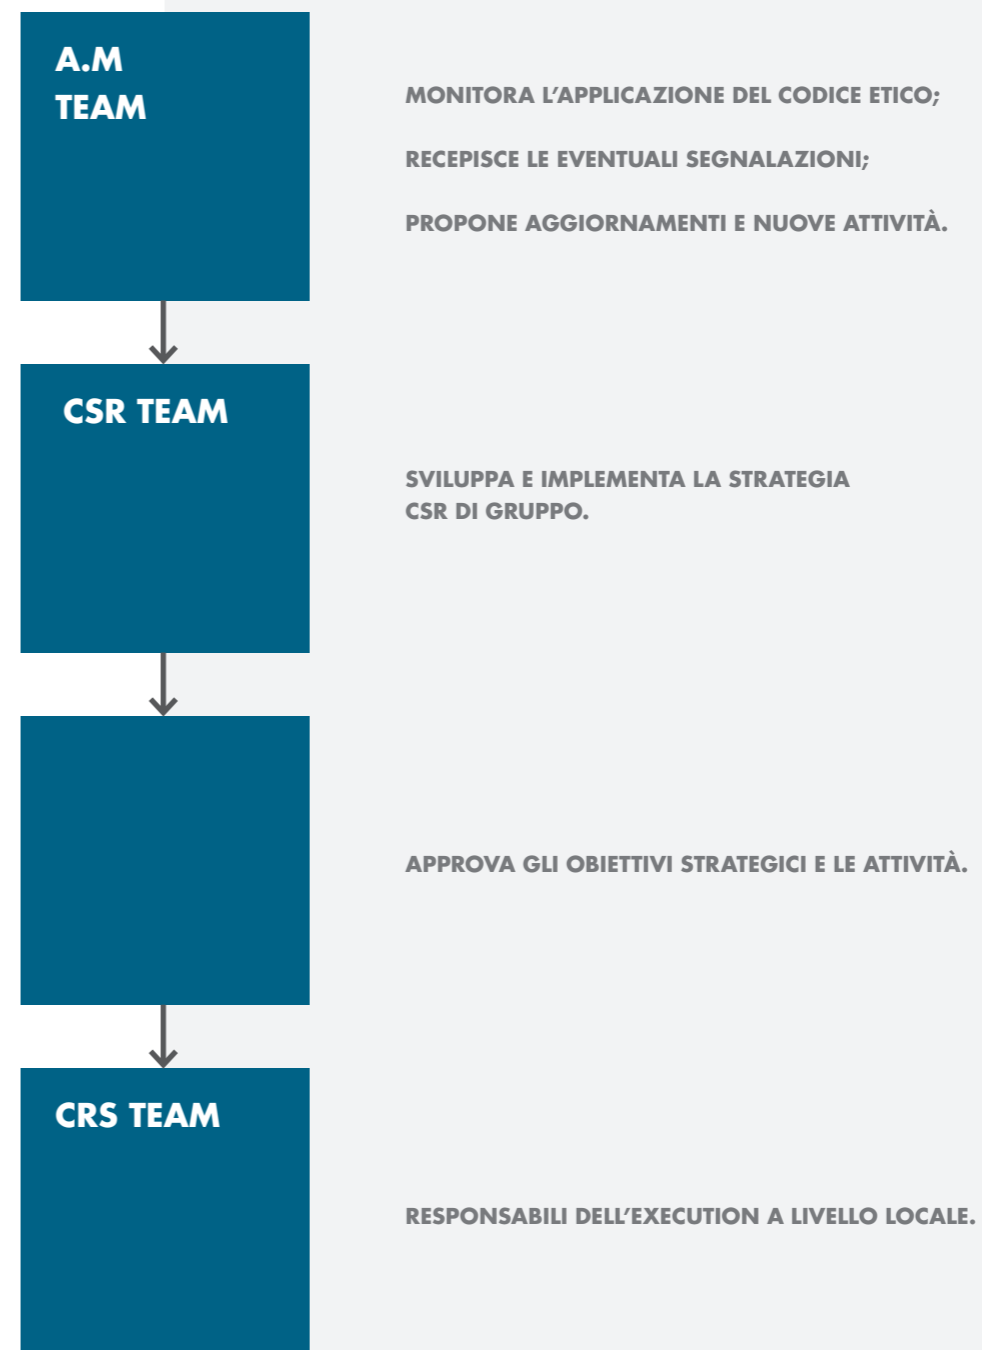 A.M
TEAM
MONITORA L’APPLICAZIONE DEL CODICE ETICO;
RECEPISCE LE EVENTUALI SEGNALAZIONI;
PROPONE AGGIORNAMENTI E NUOVE ATTIVITÀ.
CSR TEAM
SVILUPPA E IMPLEMENTA LA STRATEGIA
CSR DI GRUPPO.
APPROVA GLI OBIETTIVI STRATEGICI E LE ATTIVITÀ.
CRS TEAM
RESPONSABILI DELL’EXECUTION A LIVELLO LOCALE.